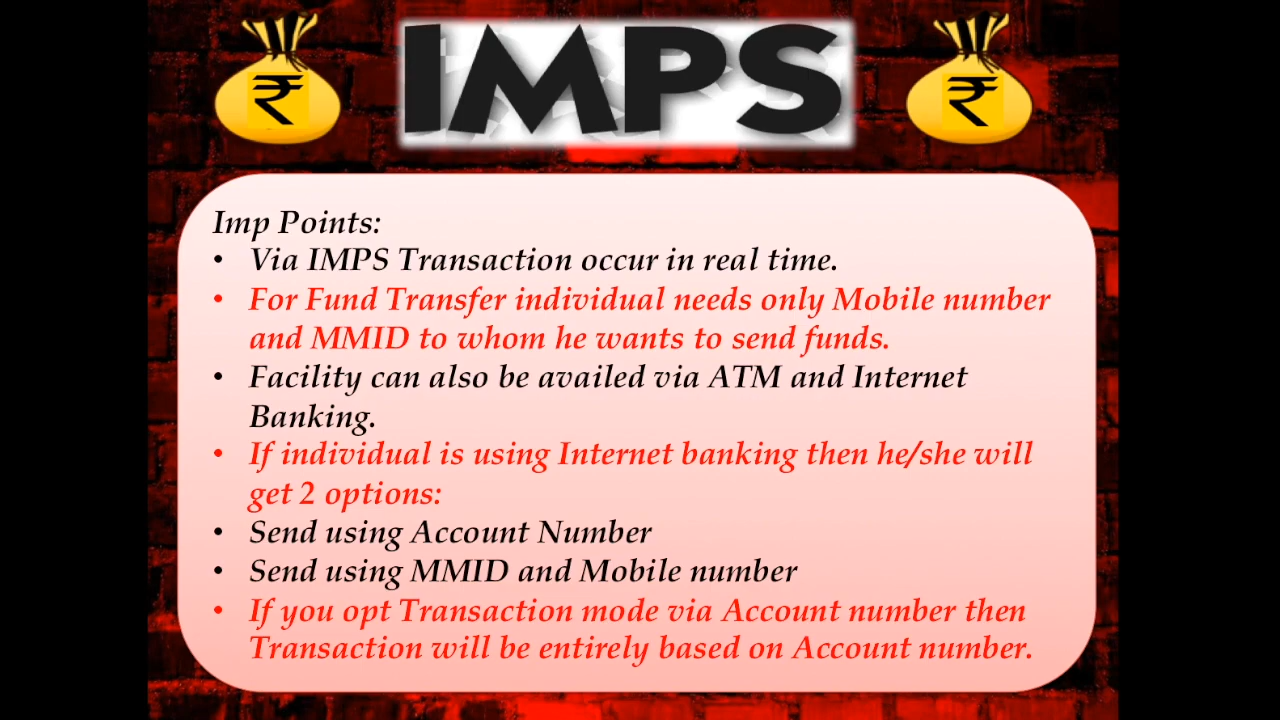 IMPS
₹ ₹
Imp Points:
• Via IMPS Transaction occur in real time.
• For Fund Transfer individual needs only Mobile number
and MMID to whom he wants to send funds.
• Facility can also be availed via ATM and Internet
Banking.
• If individual is using Internet banking then he/she will
get 2 options:
• Send using Account Number
• Send using MMID and Mobile number
• If you opt Transaction mode via Account number then
Transaction will be entirely based on Account number.